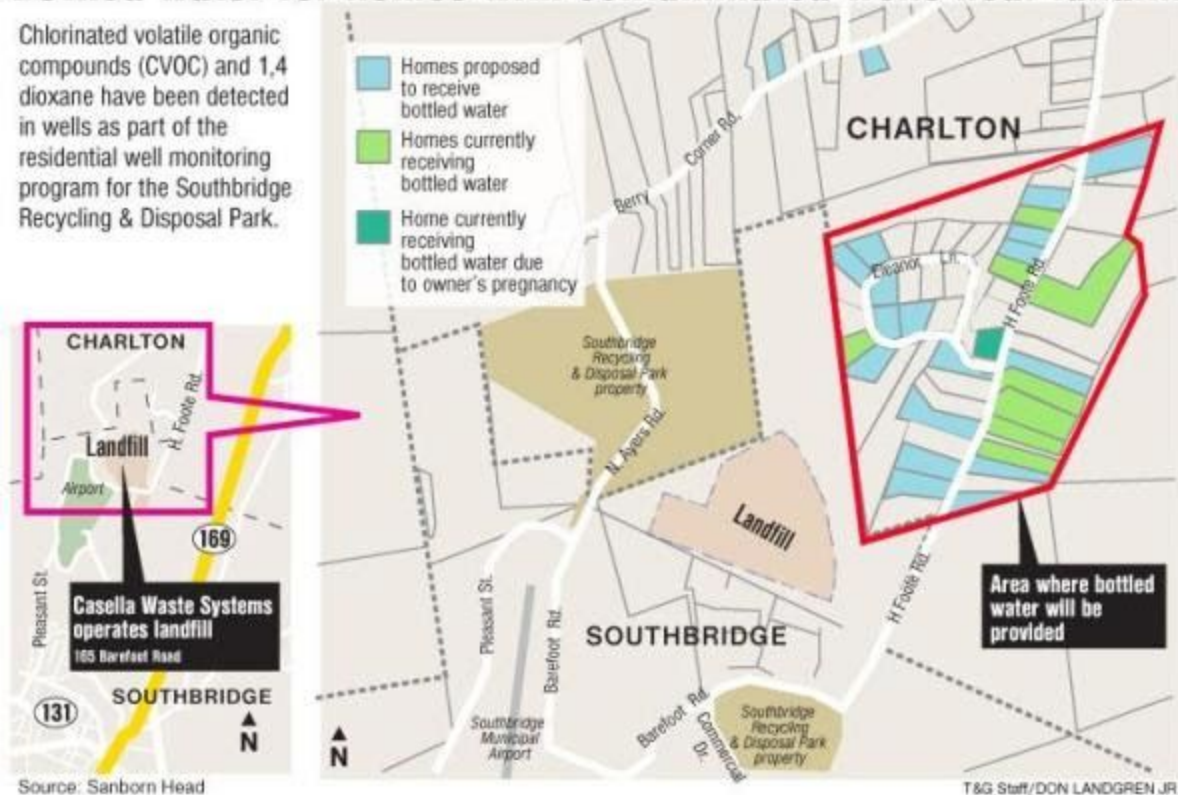 Chlorinated volatile organic
compounds (CVOC) and 1,4
dioxane have been detected
in wells as part of the
residential well monitoring
program for the Southbridge
Recycling & Disposal Park.
Homes proposed
to receive
bottled water
Homes currently
receiving
bottled water
Home currently
receiving
bottled water due
to owner's pregnancy
CHARLTON
Berry Corner Rd.
Eleanor Ln.
H Foote Rd.
Southbridge
Recycling
& Disposal Park
property
N. Ayers Rd.
Landfill
Area where bottled
water will be
provided
H Foote Rd.
SOUTHBRIDGE
Pleasant St.
Barefoot Rd.
Southbridge
Municipal
Airport
Barefoot Rd.
Commercial
Dr.
Southbridge
Recycling
& Disposal Park
property
N
CHARLTON
H. Foote Rd.
Landfill
Airport
169
Pleasant St.
Casella Waste Systems
operates landfill
165 Barefoot Road
SOUTHBRIDGE
131
N
Source: Sanborn Head
T&G Staff/DON LANDGREN JR